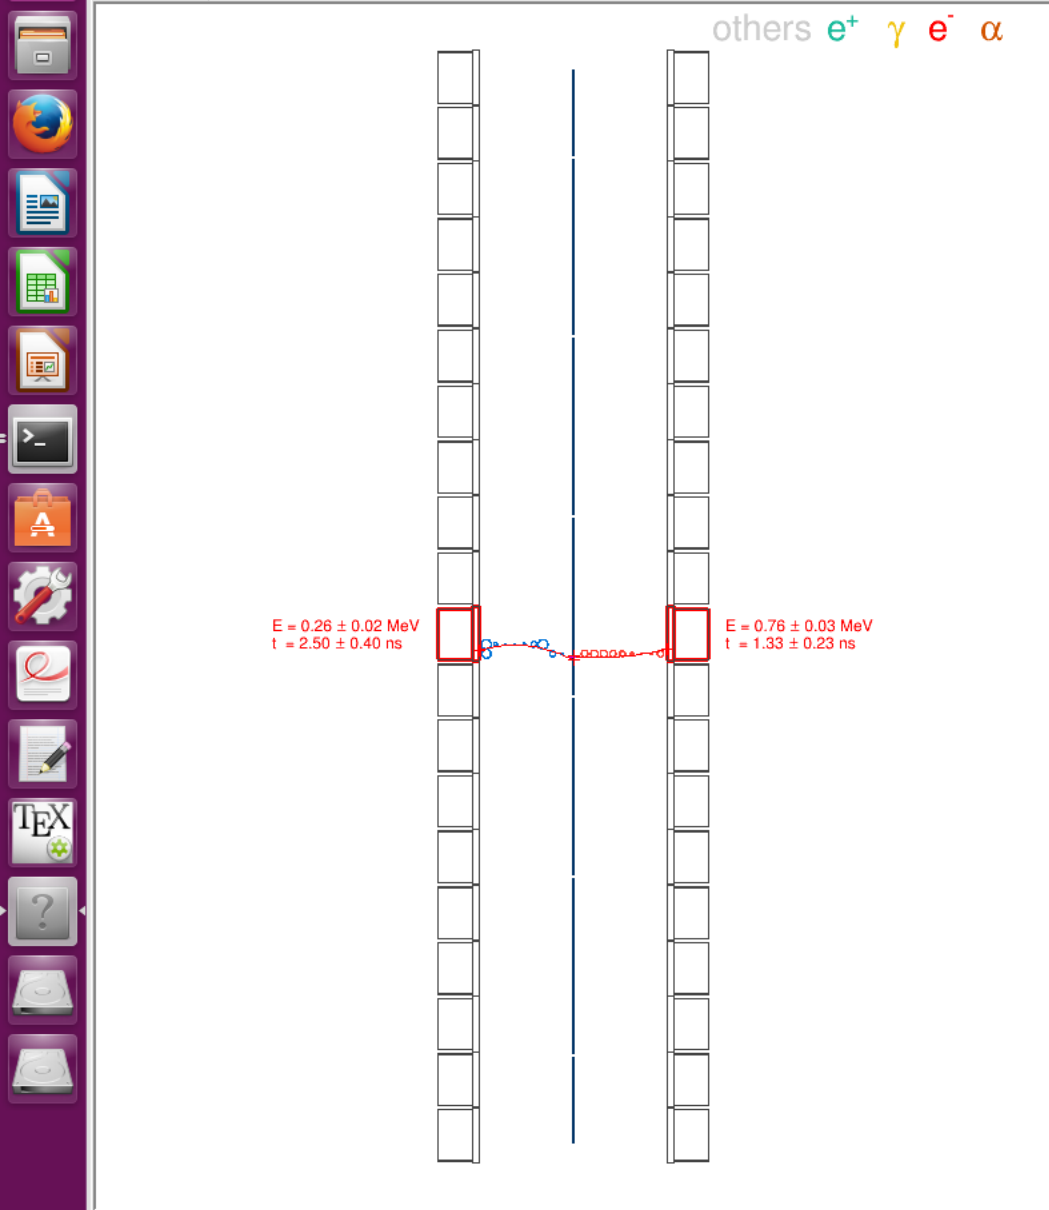 others e⁺ γ e⁻ α
E = 0.26 ± 0.02 MeV
t = 2.50 ± 0.40 ns
E = 0.76 ± 0.03 MeV
t = 1.33 ± 0.23 ns
>_
A
TEX
?